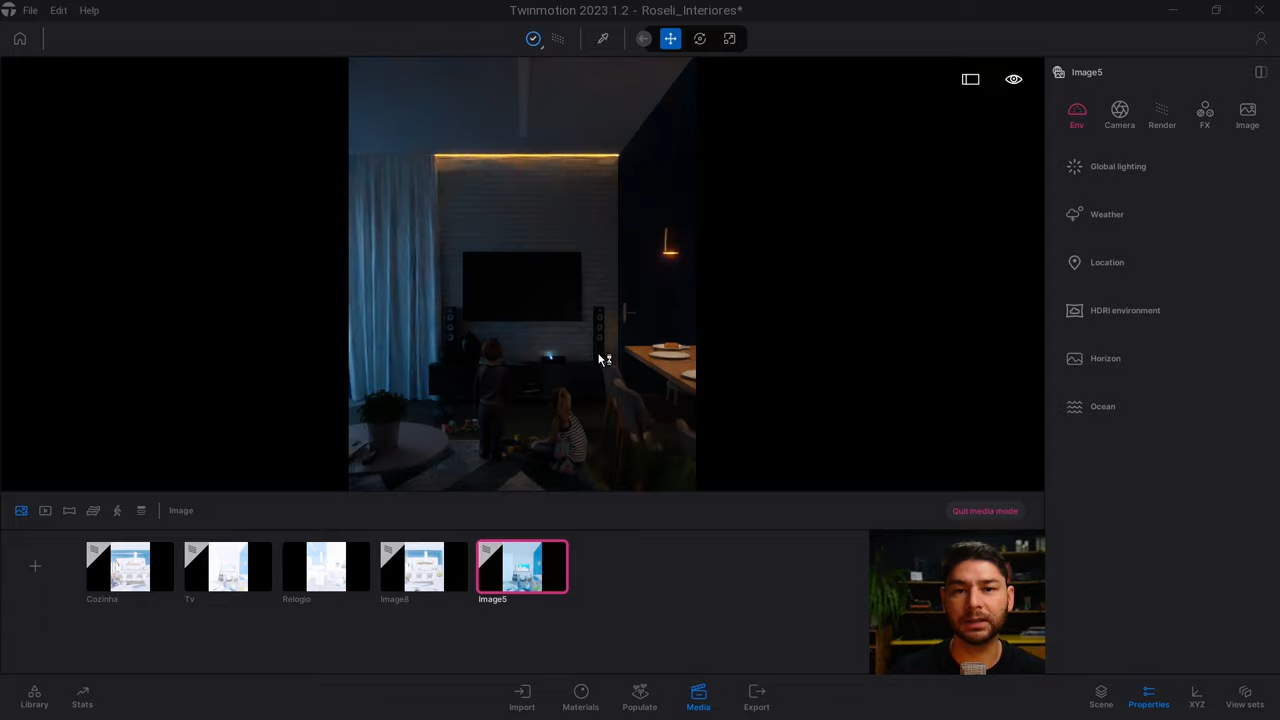 File Edit Help
Twinmotion 2023.1.2 - Roseli_Interiores*
Image5
Env
Camera
Render
FX
Image
Global lighting
Weather
Location
HDRI environment
Horizon
Ocean
Image
Quit media mode
Cozinha
Tv
Relogio
Image8
Image5
Library
Stats
Import
Materials
Populate
Media
Export
Scene
Properties
XYZ
View sets